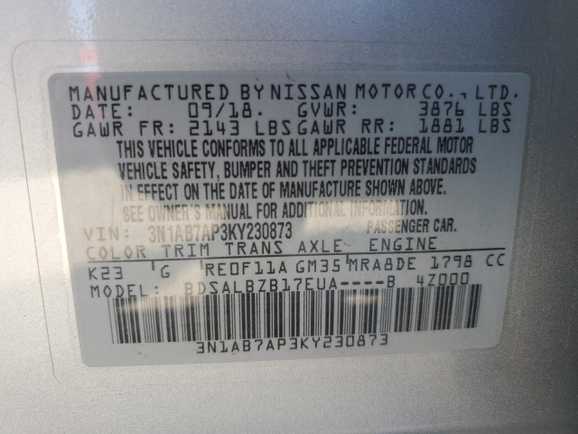 MANUFACTURED BY NISSAN MOTOR CO., LTD.
DATE: 09/18. GVWR: 3876 LBS
GAWR FR: 2143 LBS GAWR RR: 1881 LBS
THIS VEHICLE CONFORMS TO ALL APPLICABLE FEDERAL MOTOR
VEHICLE SAFETY, BUMPER AND THEFT PREVENTION STANDARDS
IN EFFECT ON THE DATE OF MANUFACTURE SHOWN ABOVE.
SEE OWNER'S MANUAL FOR ADDITIONAL INFORMATION.
VIN: 3N1AB7AP3KY230873 PASSENGER CAR.
COLOR TRIM TRANS AXLE ENGINE
K23 G RE0F11A GM35 MRA8DE 1798 CC
MODEL: BDSALBZB17EUA----B 4Z000
3N1AB7AP3KY230873